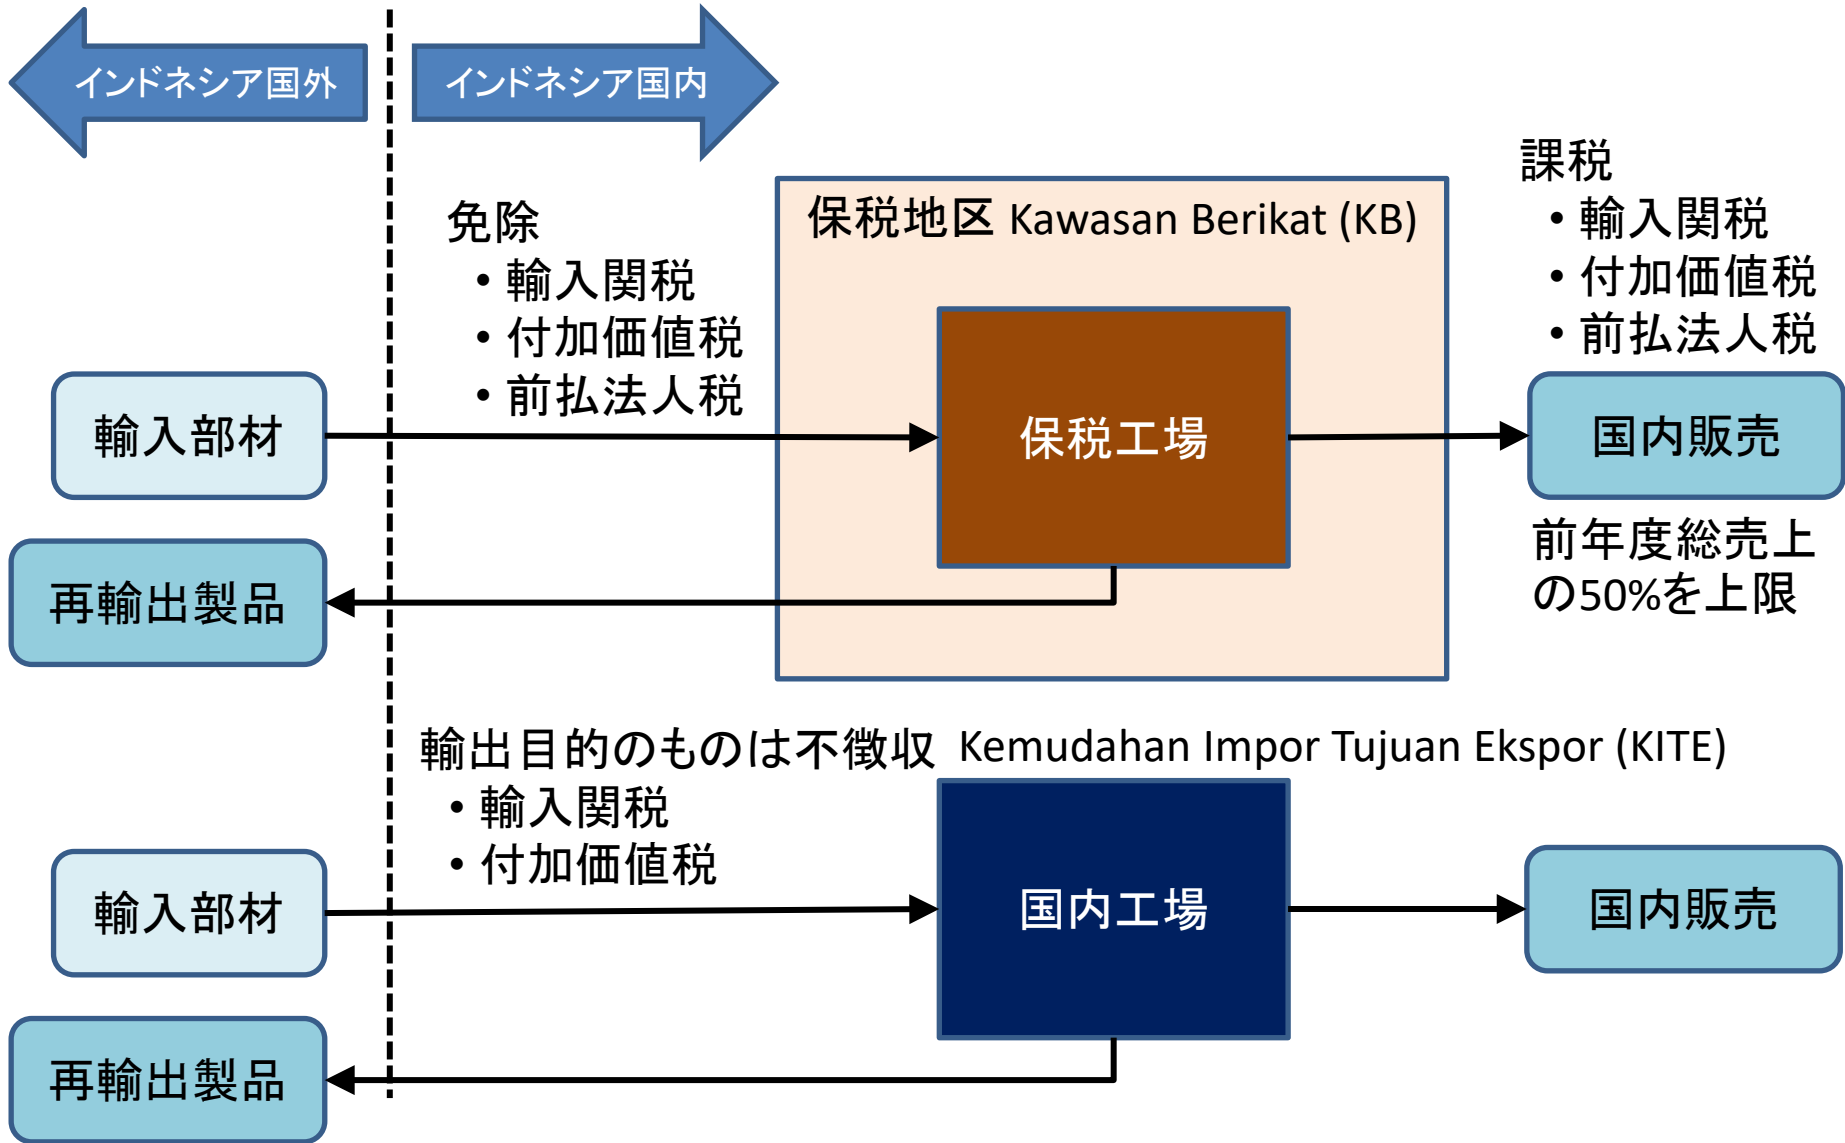 インドネシア国外
インドネシア国内
免除
・輸入関税
・付加価値税
・前払法人税
保税地区 Kawasan Berikat (KB)
課税
・輸入関税
・付加価値税
・前払法人税
輸入部材
保税工場
国内販売
前年度総売上
の50%を上限
再輸出製品
輸出目的のものは不徴収 Kemudahan Impor Tujuan Ekspor (KITE)
・輸入関税
・付加価値税
輸入部材
国内工場
国内販売
再輸出製品